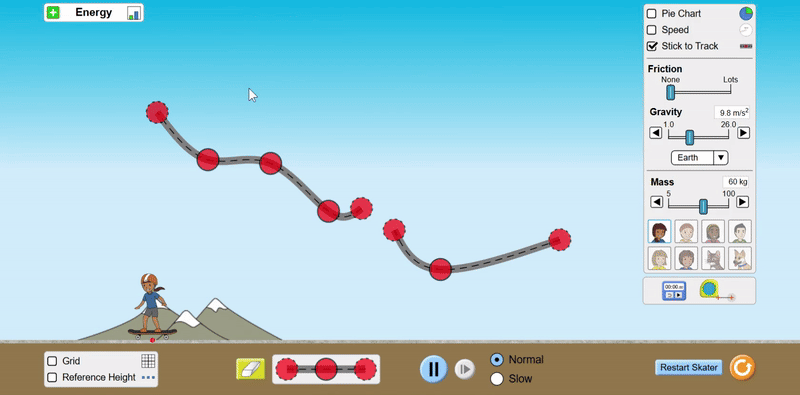 Energy
Pie Chart
Speed
Stick to Track
Friction
None Lots
Gravity 9.8 m/s²
1.0 26.0
Earth
Mass 60 kg
5 100
Grid
Reference Height
Normal
Slow
Restart Skater